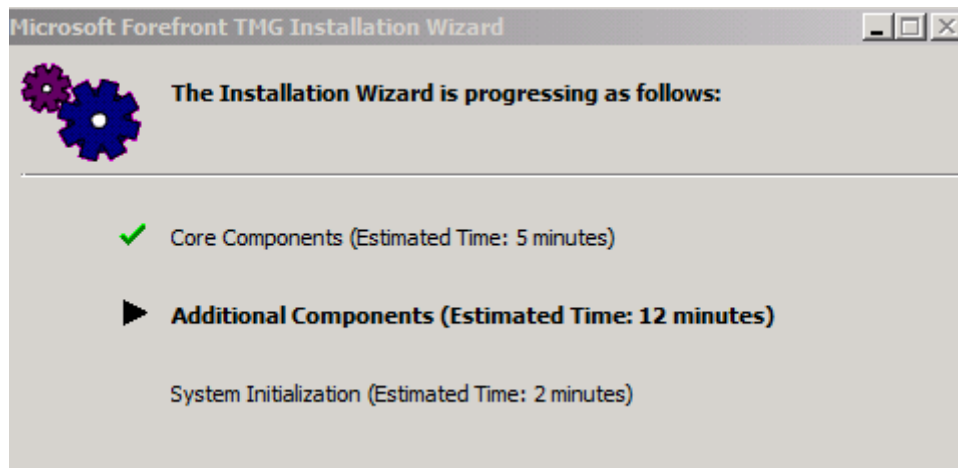 Microsoft Forefront TMG Installation Wizard
The Installation Wizard is progressing as follows:
Core Components (Estimated Time: 5 minutes)
Additional Components (Estimated Time: 12 minutes)
System Initialization (Estimated Time: 2 minutes)